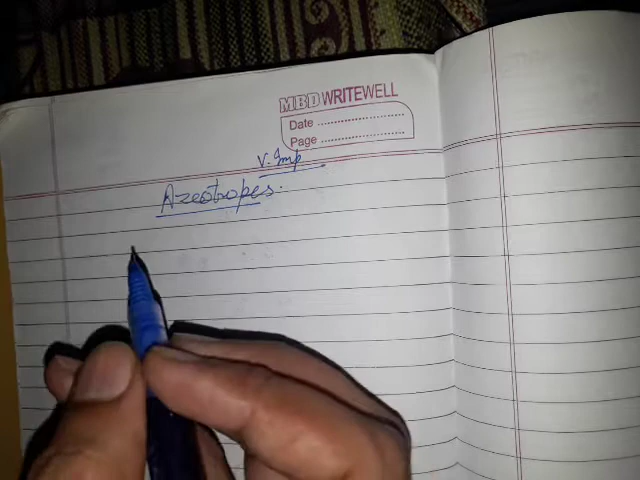 MBD WRITEWELL
Date ........................
Page ........................
V. Imp
Azeotropes.